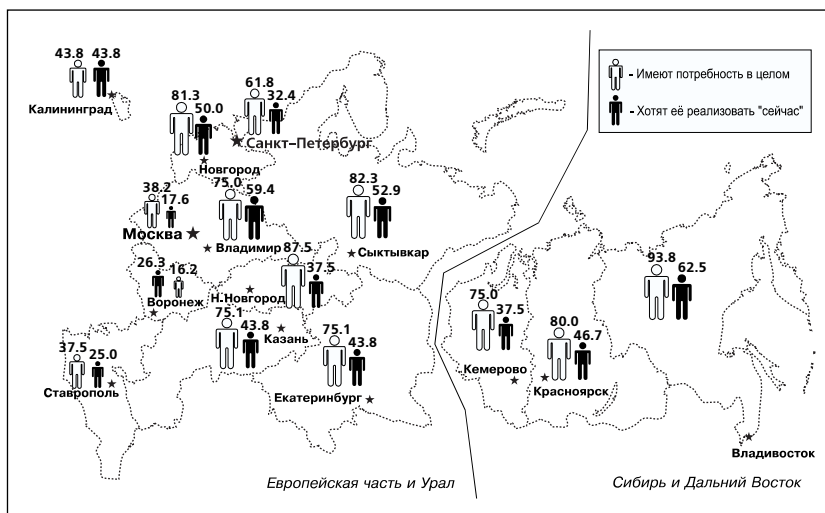 43.8 43.8
Калининград
81.3 50.0
Новгород
61.8 32.4
Санкт–Петербург
- Имеют потребность в целом
- Хотят её реализовать "сейчас"
38.2 17.6
Москва
75.0 59.4
Владимир
82.3 52.9
Сыктывкар
26.3 16.2
Воронеж
87.5 37.5
Н.Новгород
75.1 43.8
Казань
75.1 43.8
Екатеринбург
37.5 25.0
Ставрополь
75.0 37.5
Кемерово
80.0 46.7
Красноярск
93.8 62.5
Владивосток
Европейская часть и Урал
Сибирь и Дальний Восток